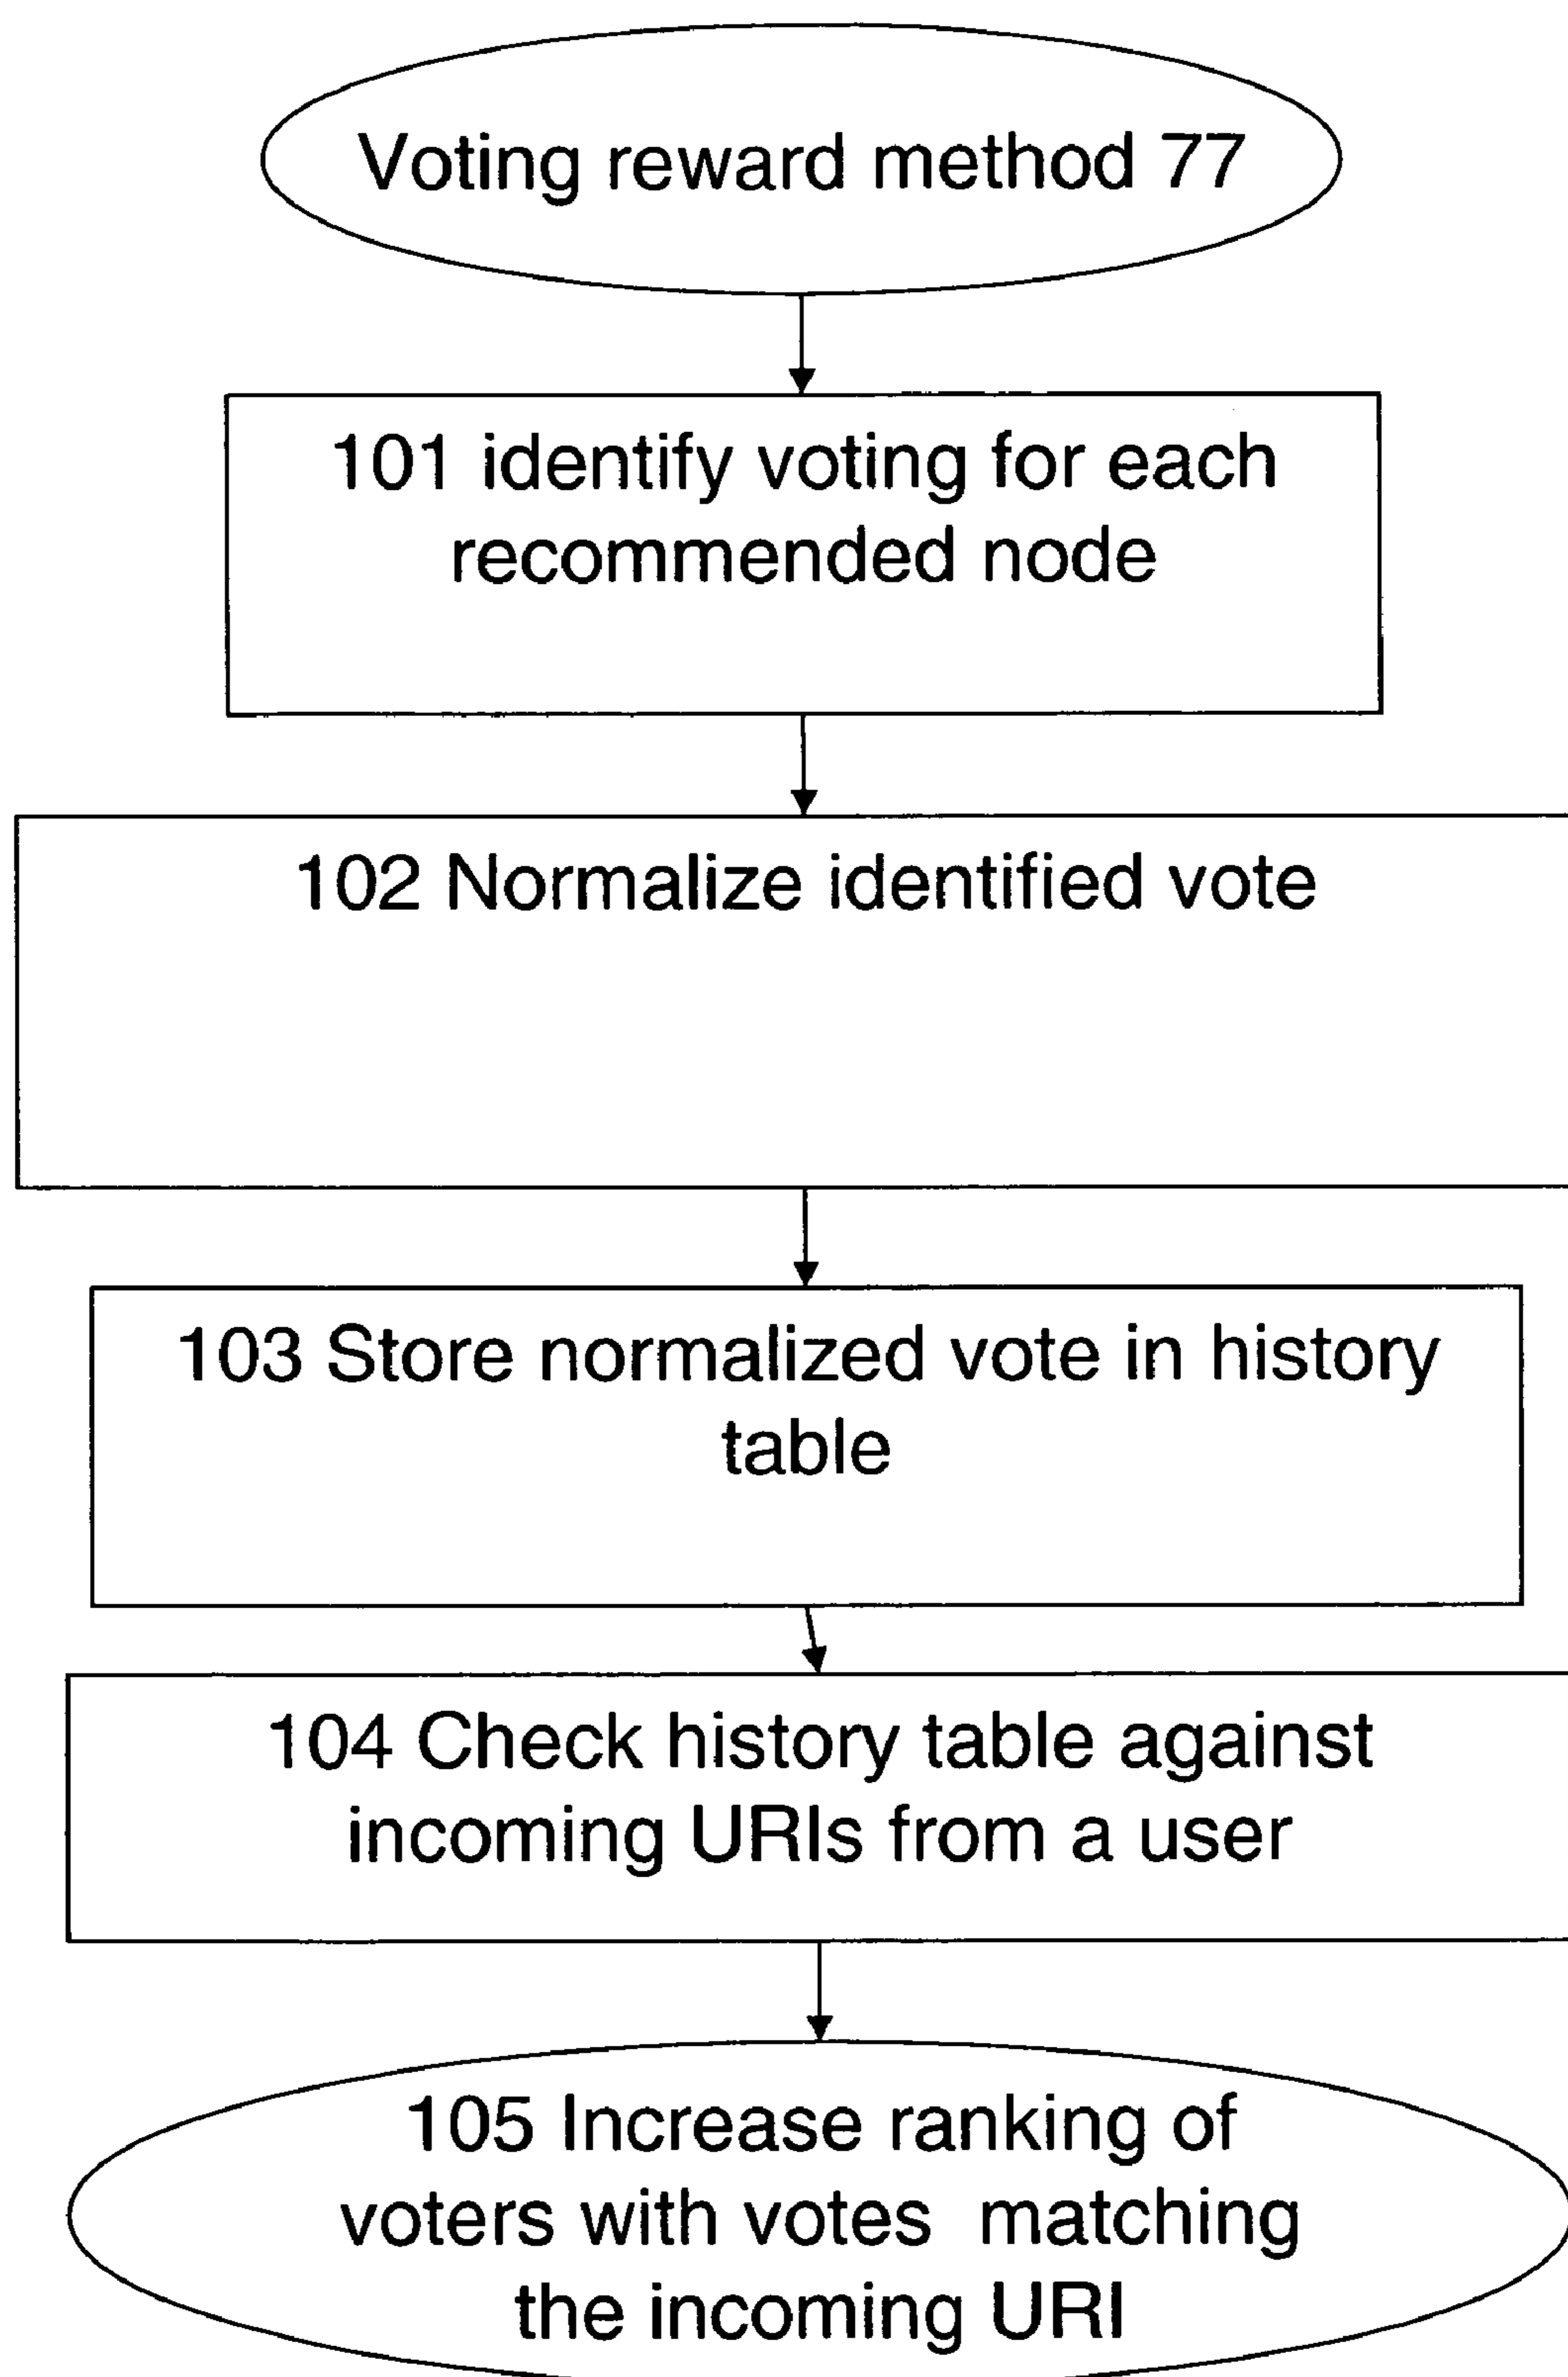 Voting reward method 77
101 identify voting for each
recommended node
102 Normalize identified vote
103 Store normalized vote in history
table
104 Check history table against
incoming URIs from a user
105 Increase ranking of
voters with votes matching
the incoming URI